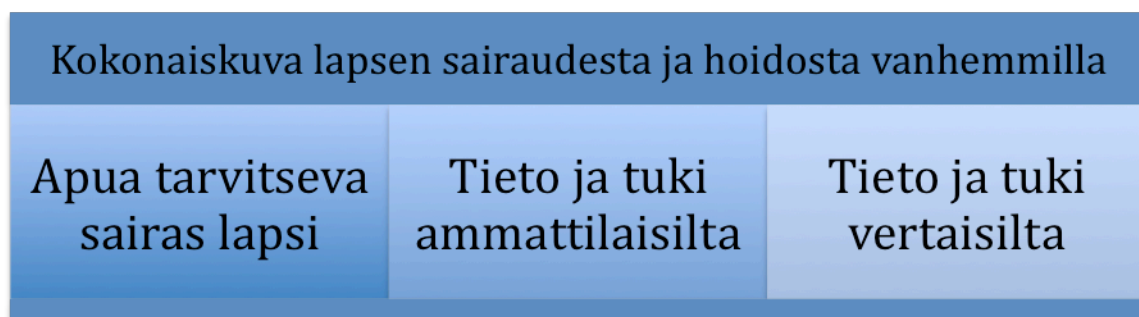 Kokonaiskuva lapsen sairaudesta ja hoidosta vanhemmilla
Apua tarvitseva
sairas lapsi
Tieto ja tuki
ammattilaisilta
Tieto ja tuki
vertaisilta